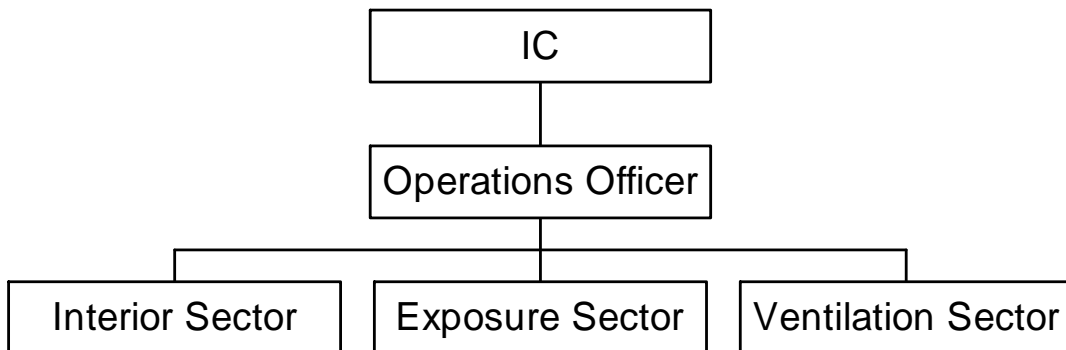 IC
Operations Officer
Interior Sector
Exposure Sector
Ventilation Sector